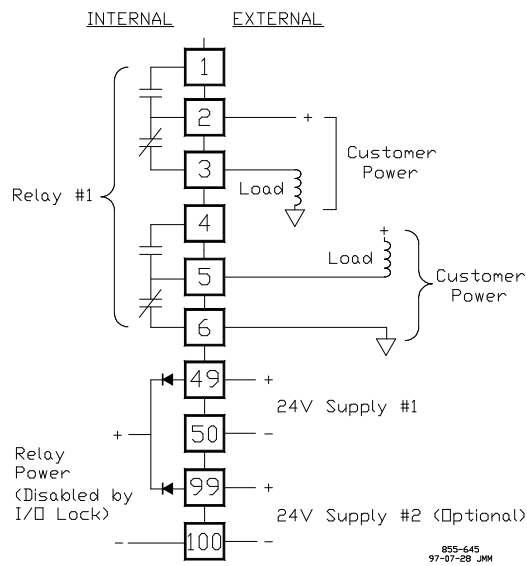 INTERNAL EXTERNAL
1
2
+
3
Customer
Power
Load
Relay #1
4
+
Load
5
Customer
Power
6
49
+
24V Supply #1
+
50
-
Relay
Power
(Disabled by
I/O Lock)
99
+
24V Supply #2 (Optional)
-
100
-
855-645
97-07-28 JMM